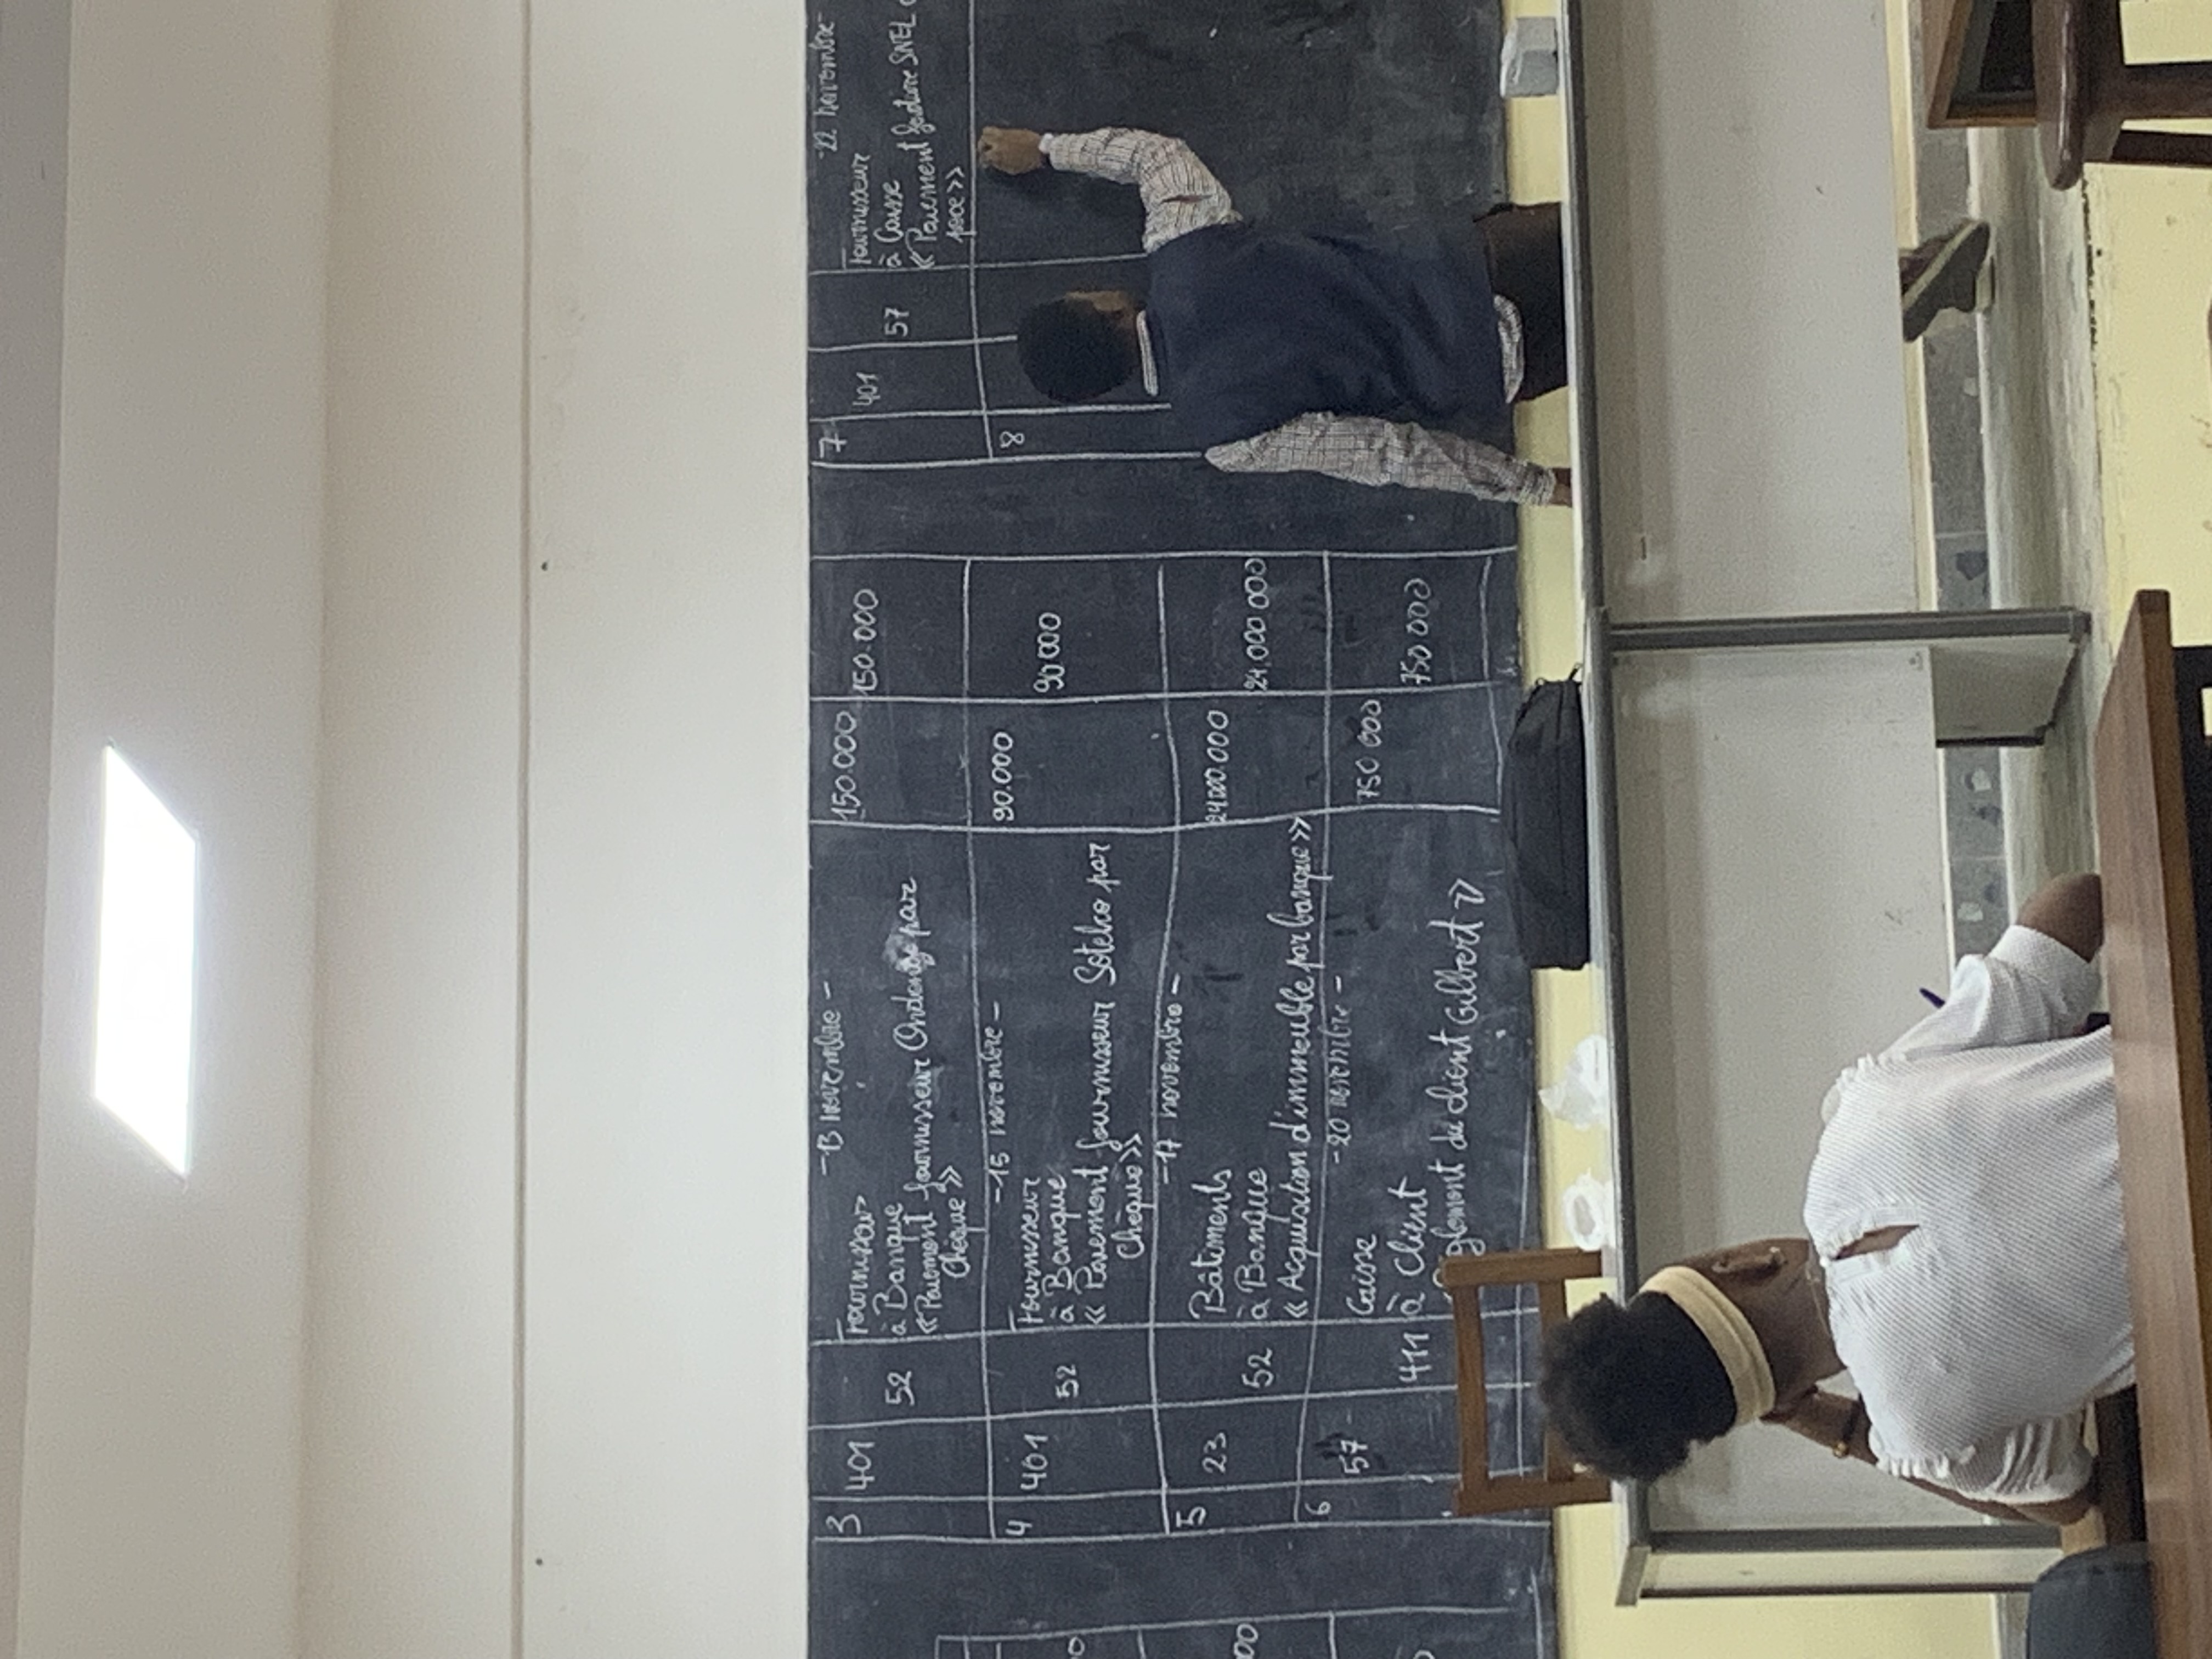 0
00
3
401
-13 novembre-
Fournisseur
150.000
150.000
52
à Banque
«Paiement fournisseur Ondongo par
Chèque»
4
401
-15 novembre-
Fournisseur
90.000
90.000
52
à Banque
« Paiement fournisseur Sotelco par
Chèque»
5
23
-17 novembre-
Bâtiments
24.000.000
52
à Banque
24.000.000
« Acquisition d'immeuble par banque»
6
57
-20 novembre-
Caisse
750 000
411
à Client
750 000
du client Gilbert »
7
401
-22 novembre-
Fournisseur
57
à Caisse
« Paiement facture SNEL
8